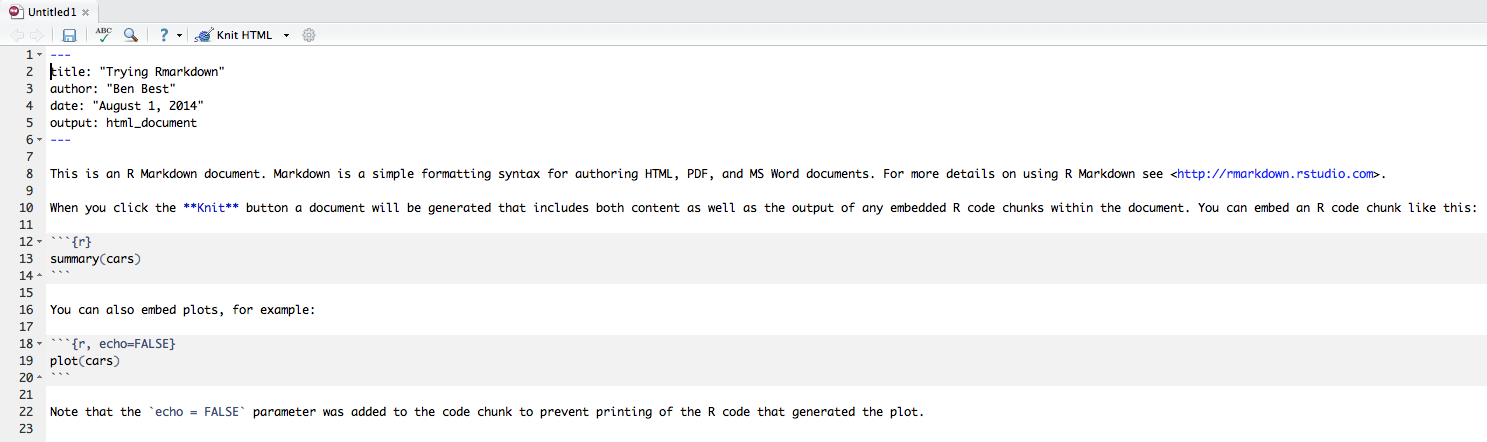 Untitled1 ×
ABC ? Knit HTML
1 ---
2 title: "Trying Rmarkdown"
3 author: "Ben Best"
4 date: "August 1, 2014"
5 output: html_document
6 ---
7
8 This is an R Markdown document. Markdown is a simple formatting syntax for authoring HTML, PDF, and MS Word documents. For more details on using R Markdown see <http://rmarkdown.rstudio.com>.
9
10 When you click the **Knit** button a document will be generated that includes both content as well as the output of any embedded R code chunks within the document. You can embed an R code chunk like this:
11
12 ```{r}
13 summary(cars)
14 ```
15
16 You can also embed plots, for example:
17
18 ```{r, echo=FALSE}
19 plot(cars)
20 ```
21
22 Note that the `echo = FALSE` parameter was added to the code chunk to prevent printing of the R code that generated the plot.
23